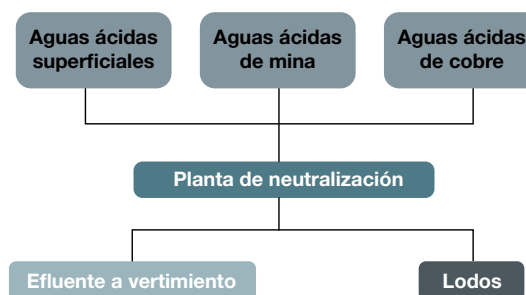 Aguas ácidas
superficiales
Aguas ácidas
de mina
Aguas ácidas
de cobre
Planta de neutralización
Efluente a vertimiento
Lodos